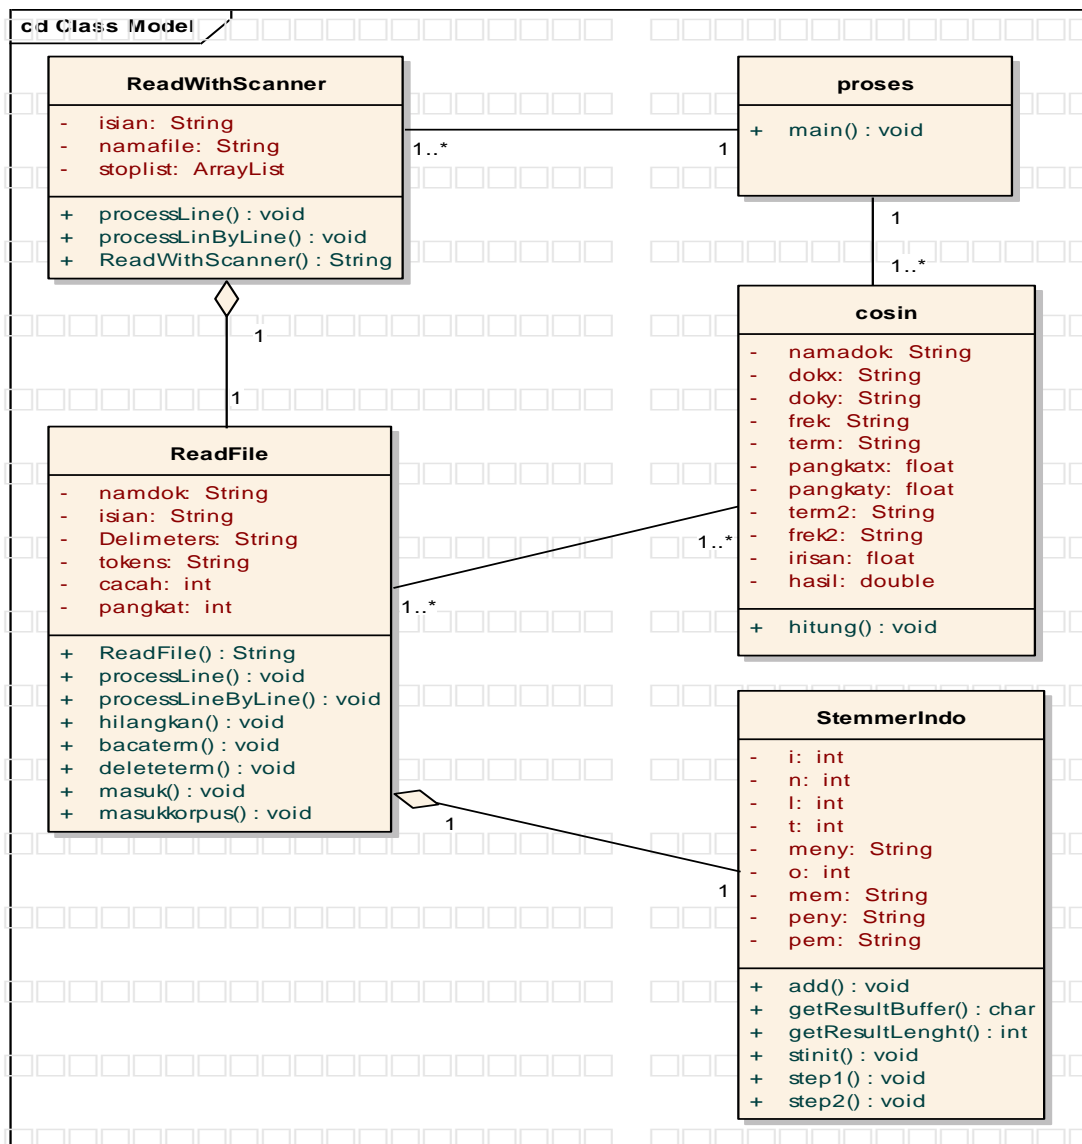 cd Class Model
ReadWithScanner
- isian: String
- namafile: String
- stoplist: ArrayList
+ processLine() : void
+ processLinByLine() : void
+ ReadWithScanner() : String
1..*
1
proses
+ main() : void
1
1..*
1
1
cosin
- namadok: String
- dokx: String
- doky: String
- frek: String
- term: String
- pangkatx: float
- pangkaty: float
- term2: String
- frek2: String
- irisan: float
- hasil: double
+ hitung() : void
ReadFile
- namdok: String
- isian: String
- Delimeters: String
- tokens: String
- cacah: int
- pangkat: int
+ ReadFile() : String
+ processLine() : void
+ processLineByLine() : void
+ hilangkan() : void
+ bacaterm() : void
+ deleteterm() : void
+ masuk() : void
+ masukkorpus() : void
1..*
1..*
1
1
StemmerIndo
- i: int
- n: int
- l: int
- t: int
- meny: String
- o: int
- mem: String
- peny: String
- pem: String
+ add() : void
+ getResultBuffer() : char
+ getResultLenght() : int
+ stinit() : void
+ step1() : void
+ step2() : void